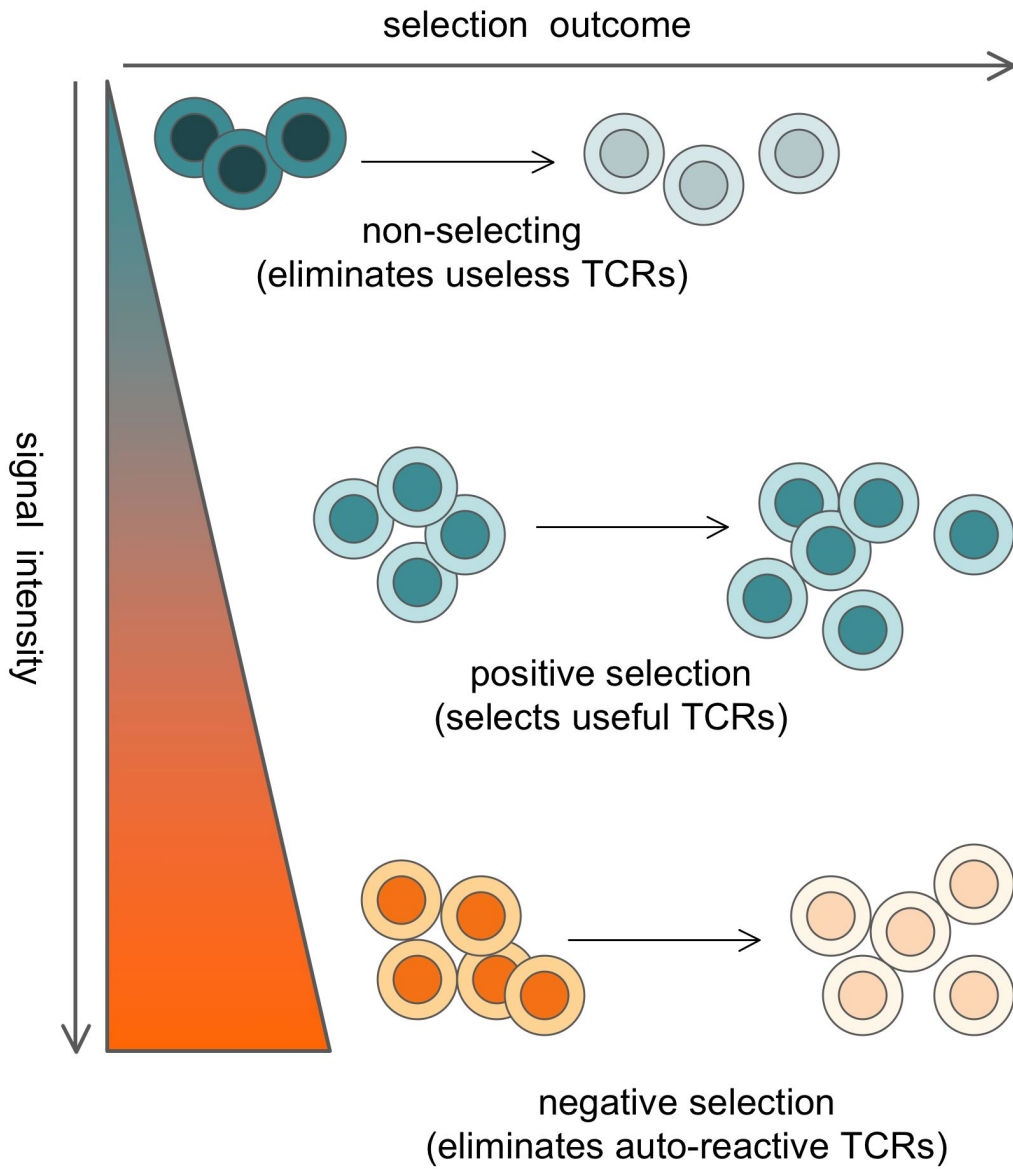 selection outcome
signal intensity
non-selecting
(eliminates useless TCRs)
positive selection
(selects useful TCRs)
negative selection
(eliminates auto-reactive TCRs)